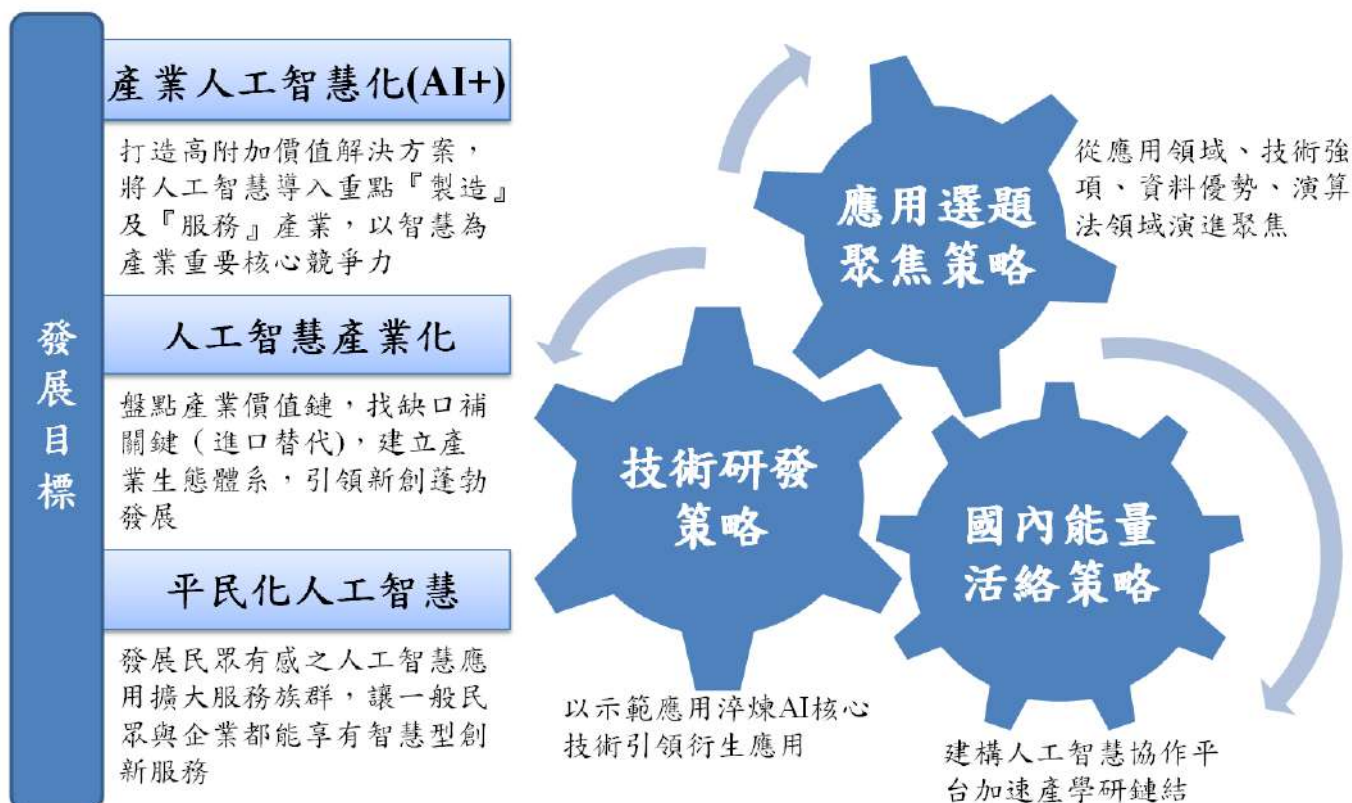 發展目標
產業人工智慧化(AI+)
打造高附加價值解決方案，
將人工智慧導入重點『製造』
及『服務』產業，以智慧為
產業重要核心競爭力
人工智慧產業化
盤點產業價值鏈，找缺口補
關鍵（進口替代)，建立產
業生態體系，引領新創蓬勃
發展
平民化人工智慧
發展民眾有感之人工智慧應
用擴大服務族群，讓一般民
眾與企業都能享有智慧型創
新服務
應用選題
聚焦策略
從應用領域、技術強
項、資料優勢、演算
法領域演進聚焦
技術研發
策略
以示範應用淬煉AI核心
技術引領衍生應用
國內能量
活絡策略
建構人工智慧協作平
台加速產學研鏈結